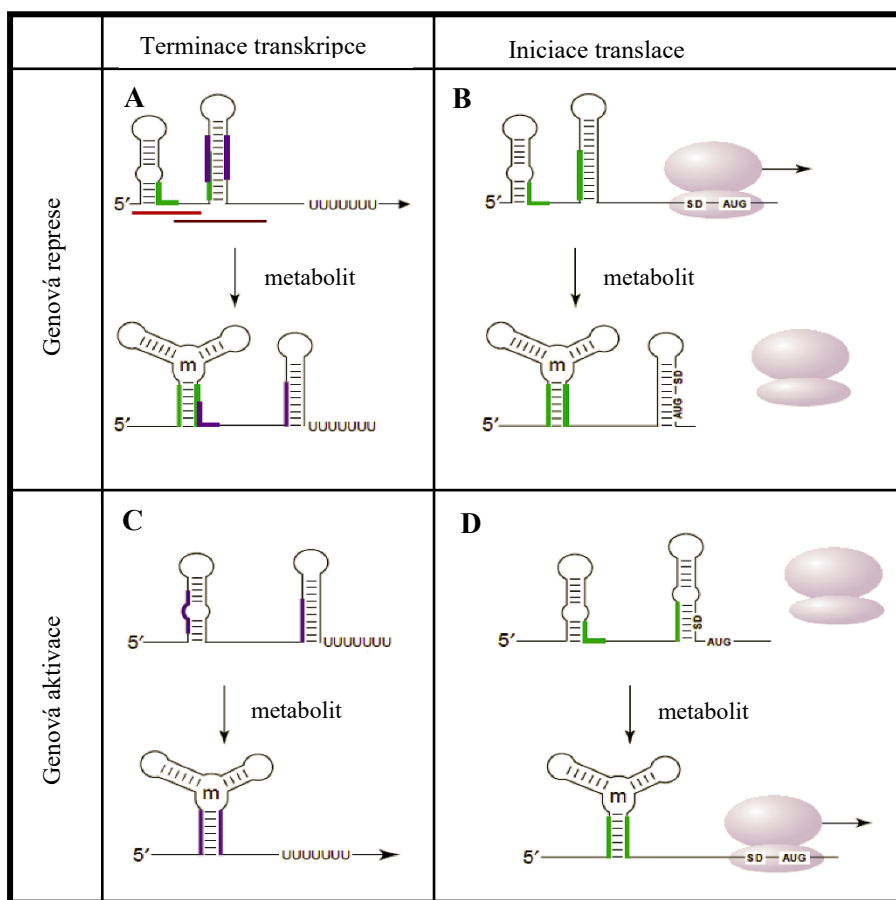 Terminace transkripce
Iniciace translace
Genová represe
A
5′
UUUUUUU
metabolit
m
5′
UUUUUUU
B
5′
SD
AUG
metabolit
m
5′
AUG
SD
Genová aktivace
C
5′
UUUUUUU
metabolit
m
5′
UUUUUUU
D
5′
SD
AUG
metabolit
m
5′
SD
AUG